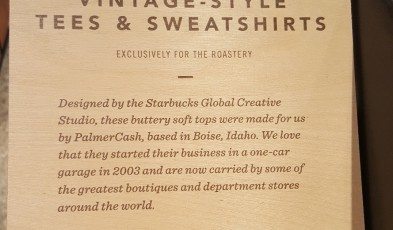 VINTAGE-STYLE
TEES & SWEATSHIRTS
EXCLUSIVELY FOR THE ROASTERY
Designed by the Starbucks Global Creative
Studio, these buttery soft tops were made for us
by PalmerCash, based in Boise, Idaho. We love
that they started their business in a one-car
garage in 2003 and are now carried by some of
the greatest boutiques and department stores
around the world.